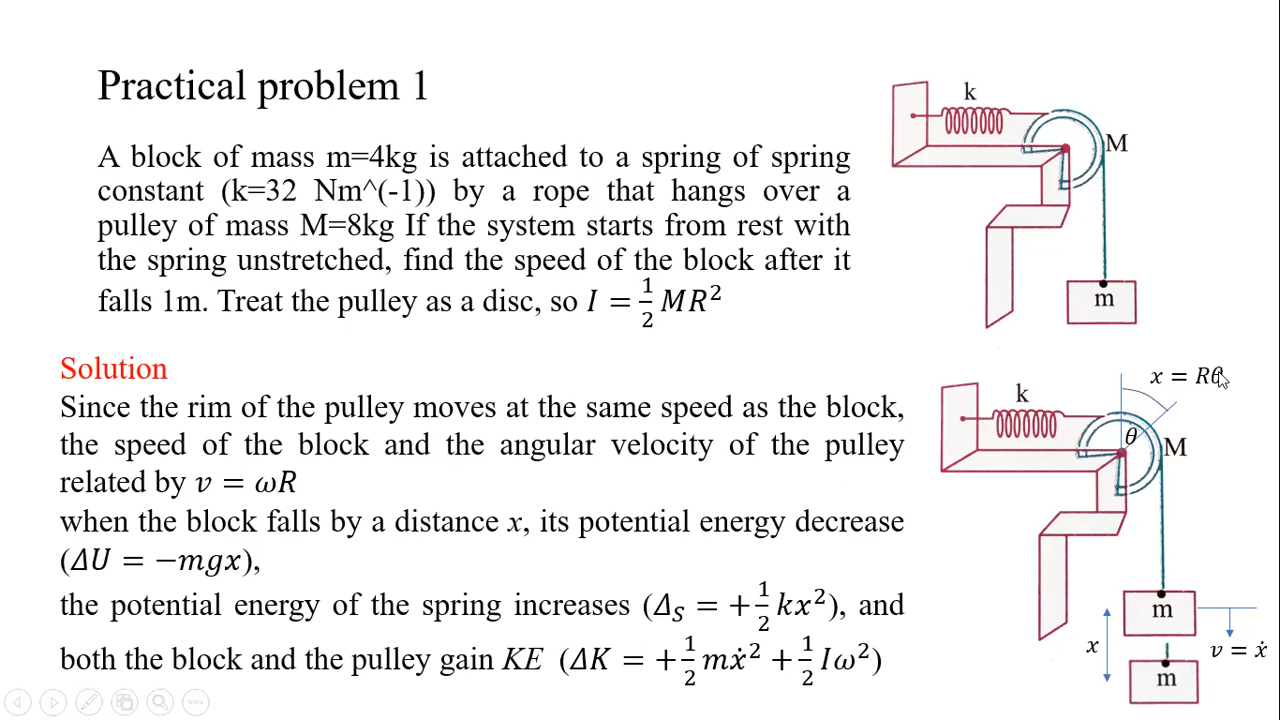 Practical problem 1
A block of mass m=4kg is attached to a spring of spring
constant (k=32 Nm^(-1)) by a rope that hangs over a
pulley of mass M=8kg If the system starts from rest with
the spring unstretched, find the speed of the block after it
falls 1m. Treat the pulley as a disc, so I = 1/2 MR²
k
M
m
Solution
Since the rim of the pulley moves at the same speed as the block,
the speed of the block and the angular velocity of the pulley
related by v = ωR
when the block falls by a distance x, its potential energy decrease
(ΔU = −mgx),
the potential energy of the spring increases (Δ_S = +1/2 kx²), and
both the block and the pulley gain KE (ΔK = +1/2 mẋ² + 1/2 Iω²)
x = Rθ
k
θ
M
m
x
v = ẋ
m